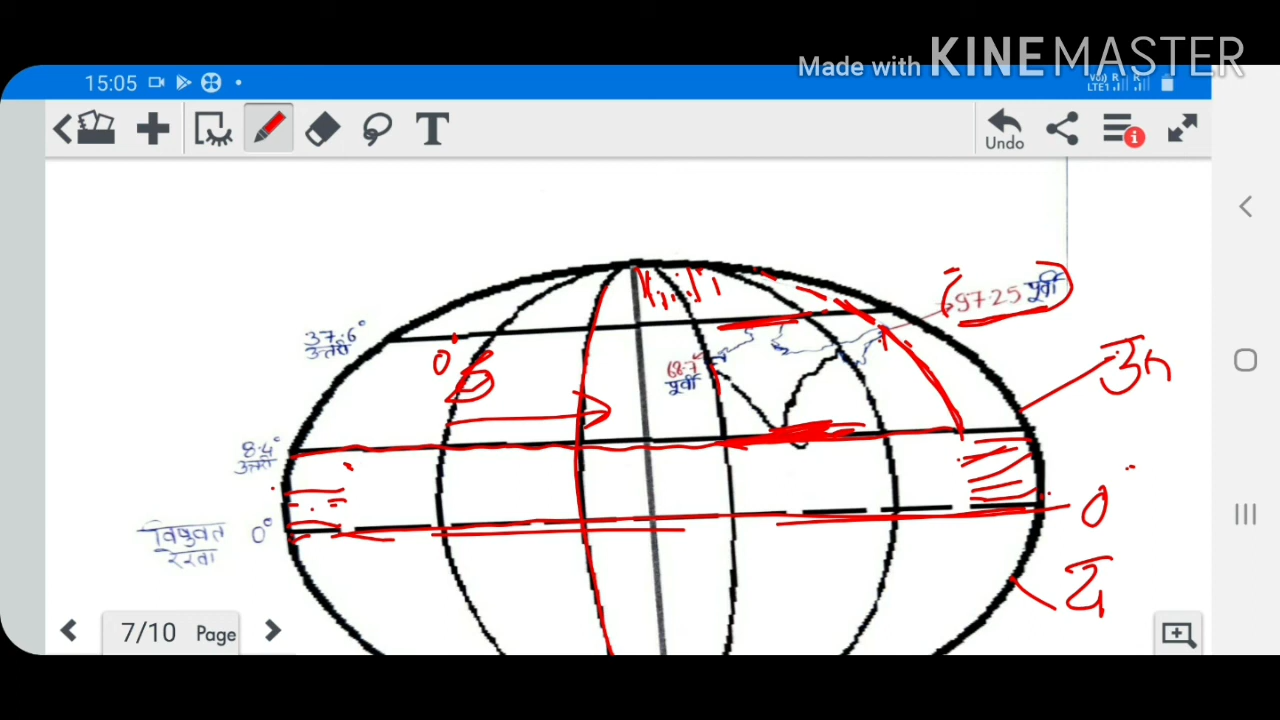 Made with KINEMASTER
15:05
LTE1
T
Undo
97.25 पूर्वी
37.6°
उत्तरी
68.7
पूर्वी
उ
8.4°
उत्तरी
विषुवत 0°
रेखा
0°
द
7/10 Page